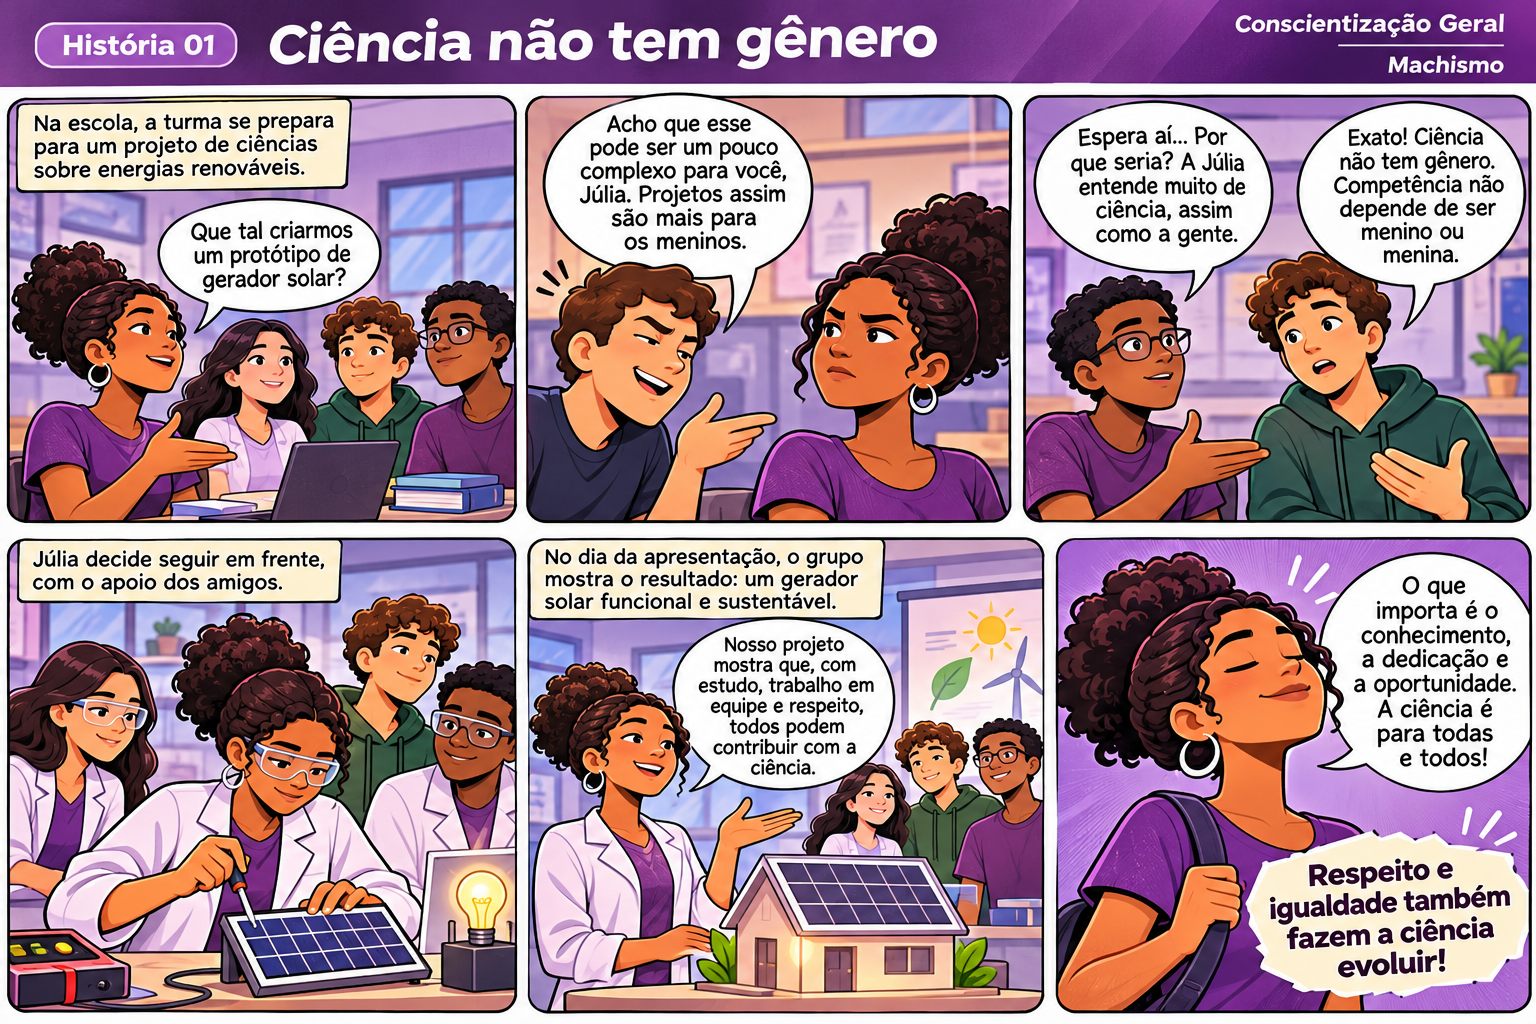 História 01
Ciência não tem gênero
Conscientização Geral
Machismo
Na escola, a turma se prepara
para um projeto de ciências
sobre energias renováveis.
Que tal criarmos
um protótipo de
gerador solar?
Acho que esse
pode ser um pouco
complexo para você,
Júlia. Projetos assim
são mais para
os meninos.
Espera aí... Por
que seria? A Júlia
entende muito de
ciência, assim
como a gente.
Exato! Ciência
não tem gênero.
Competência não
depende de ser
menino ou
menina.
Júlia decide seguir em frente,
com o apoio dos amigos.
No dia da apresentação, o grupo
mostra o resultado: um gerador
solar funcional e sustentável.
Nosso projeto
mostra que, com
estudo, trabalho em
equipe e respeito,
todos podem
contribuir com a
ciência.
O que
importa é o
conhecimento,
a dedicação e
a oportunidade.
A ciência é
para todas
e todos!
Respeito e
igualdade também
fazem a ciência
evoluir!